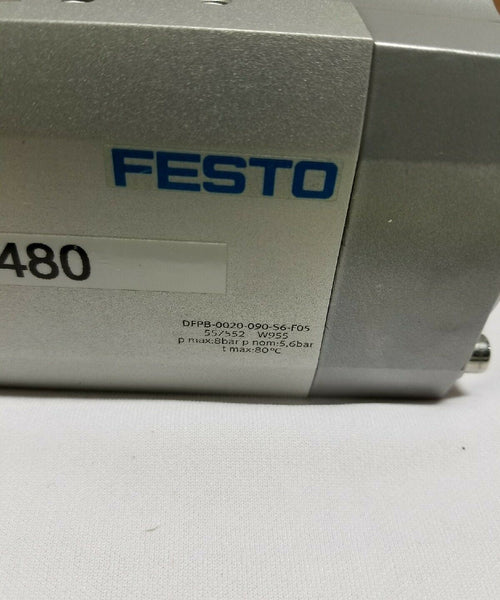 FESTO
480
DFPB-0020-090-S6-F05
557552 W955
p max:8bar p nom:5,6bar
t max:80°C